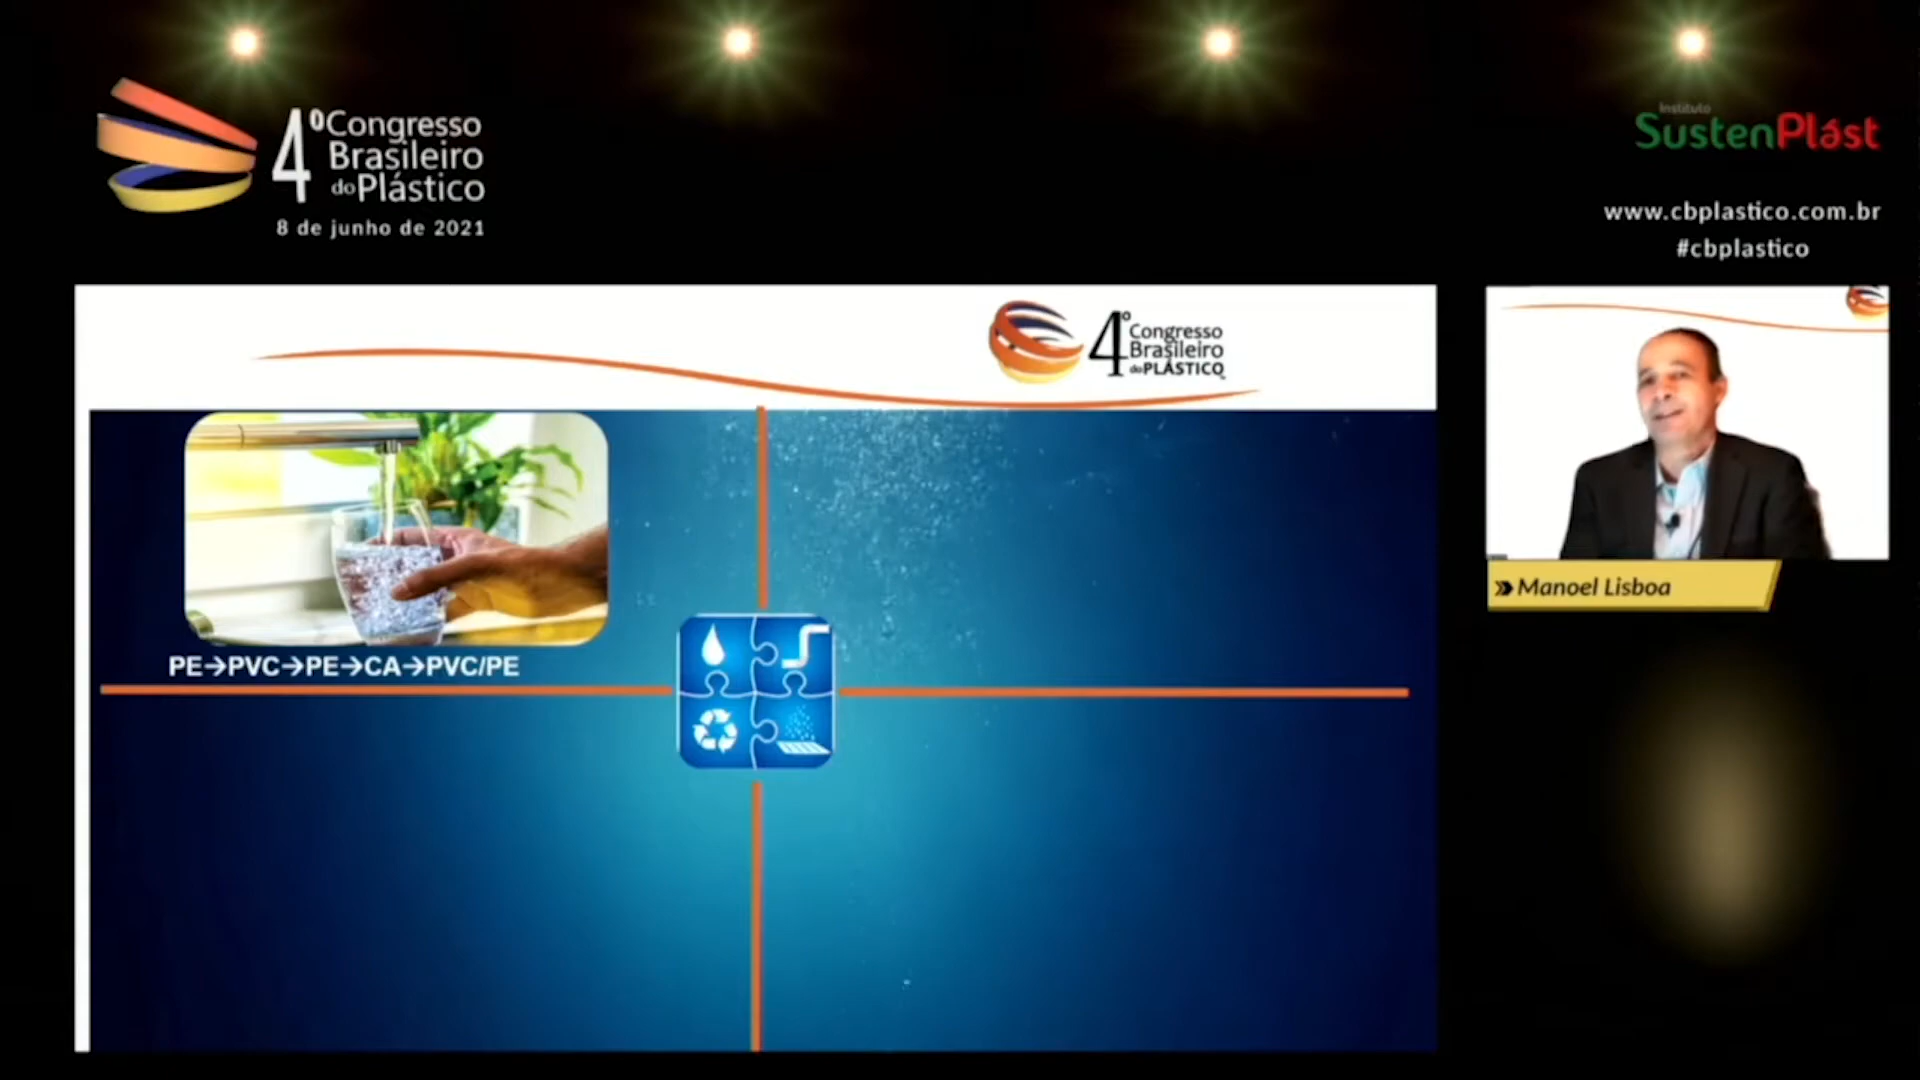 4º Congresso
Brasileiro
do Plástico
8 de junho de 2021
Instituto
SustenPlást
www.cbplastico.com.br
#cbplastico
4º Congresso
Brasileiro
do PLÁSTICO
PE→PVC→PE→CA→PVC/PE
Manoel Lisboa